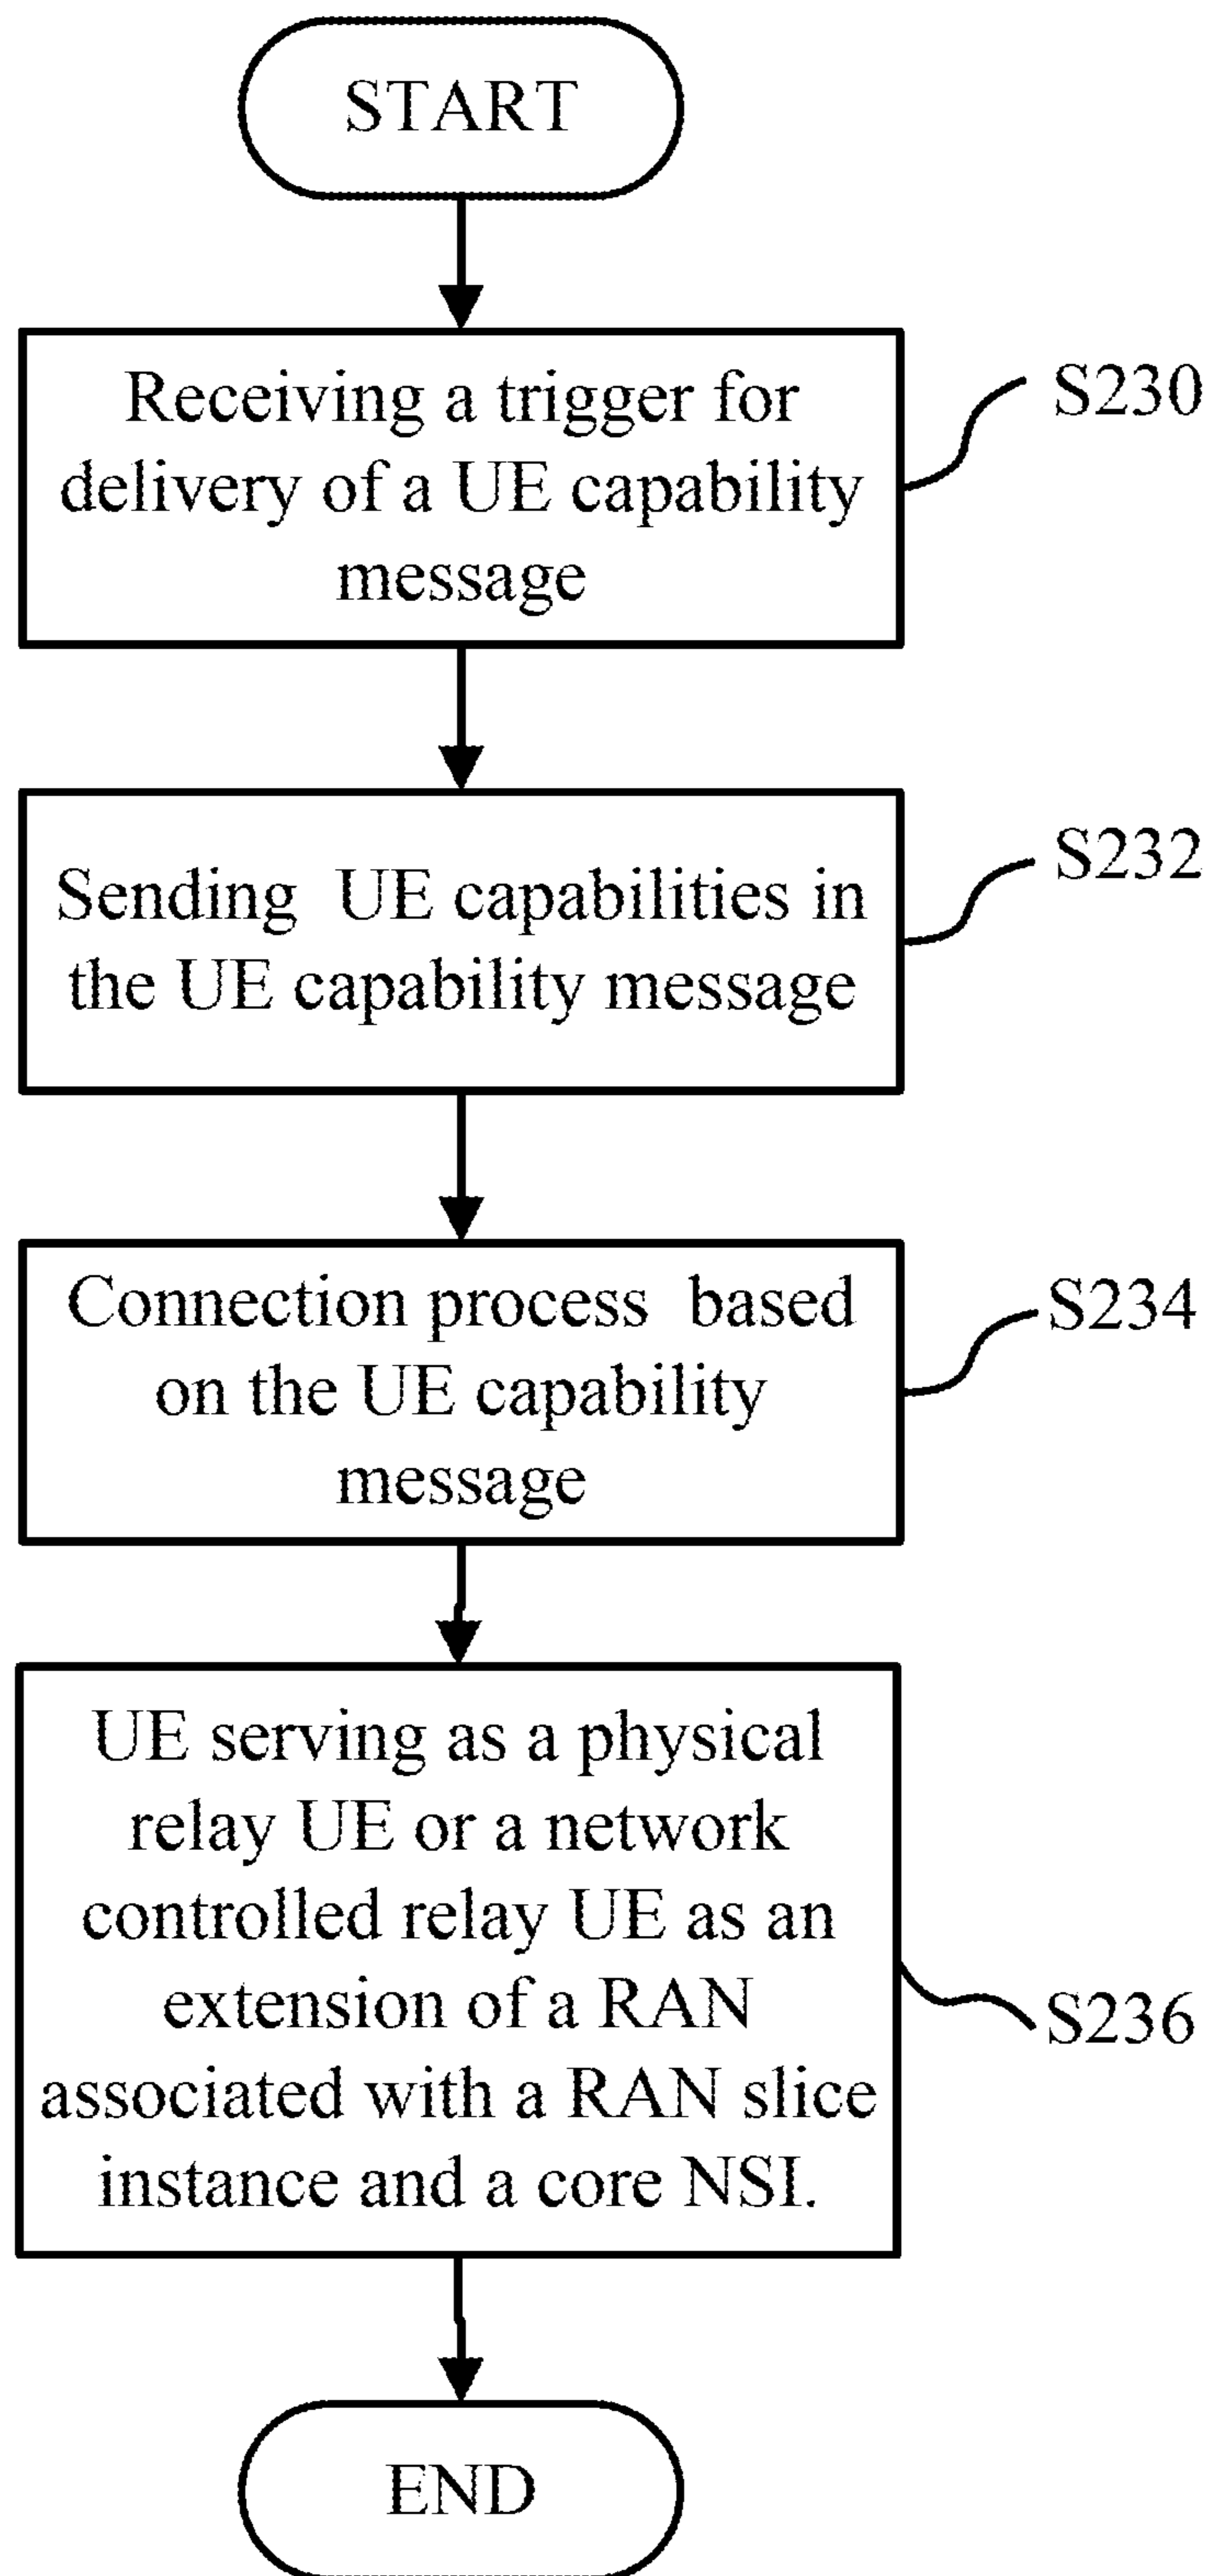 START
Receiving a trigger for
delivery of a UE capability
message
S230
Sending UE capabilities in
the UE capability message
S232
Connection process based
on the UE capability
message
S234
UE serving as a physical
relay UE or a network
controlled relay UE as an
extension of a RAN
associated with a RAN slice
instance and a core NSI.
S236
END